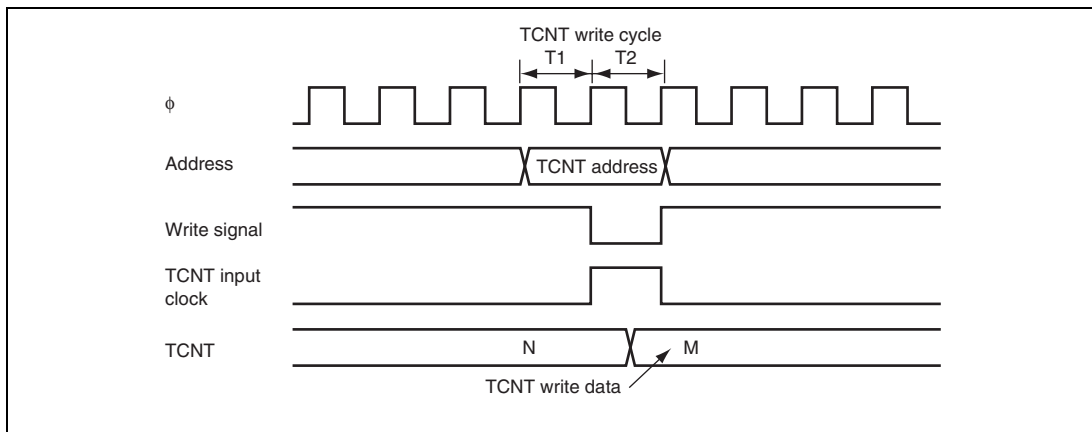 TCNT write cycle
T1 T2
ϕ
Address TCNT address
Write signal
TCNT input
clock
TCNT N M
TCNT write data